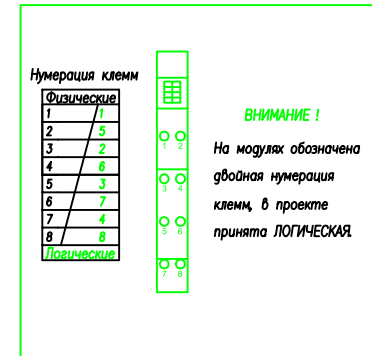 Нумерация клемм
Физические
1 1
2 5
3 2
4 6
5 3
6 7
7 4
8 8
Логические
1 2
3 4
5 6
7 8
ВНИМАНИЕ !
На модулях обозначена
двойная нумерация
клемм, в проекте
принята ЛОГИЧЕСКАЯ.